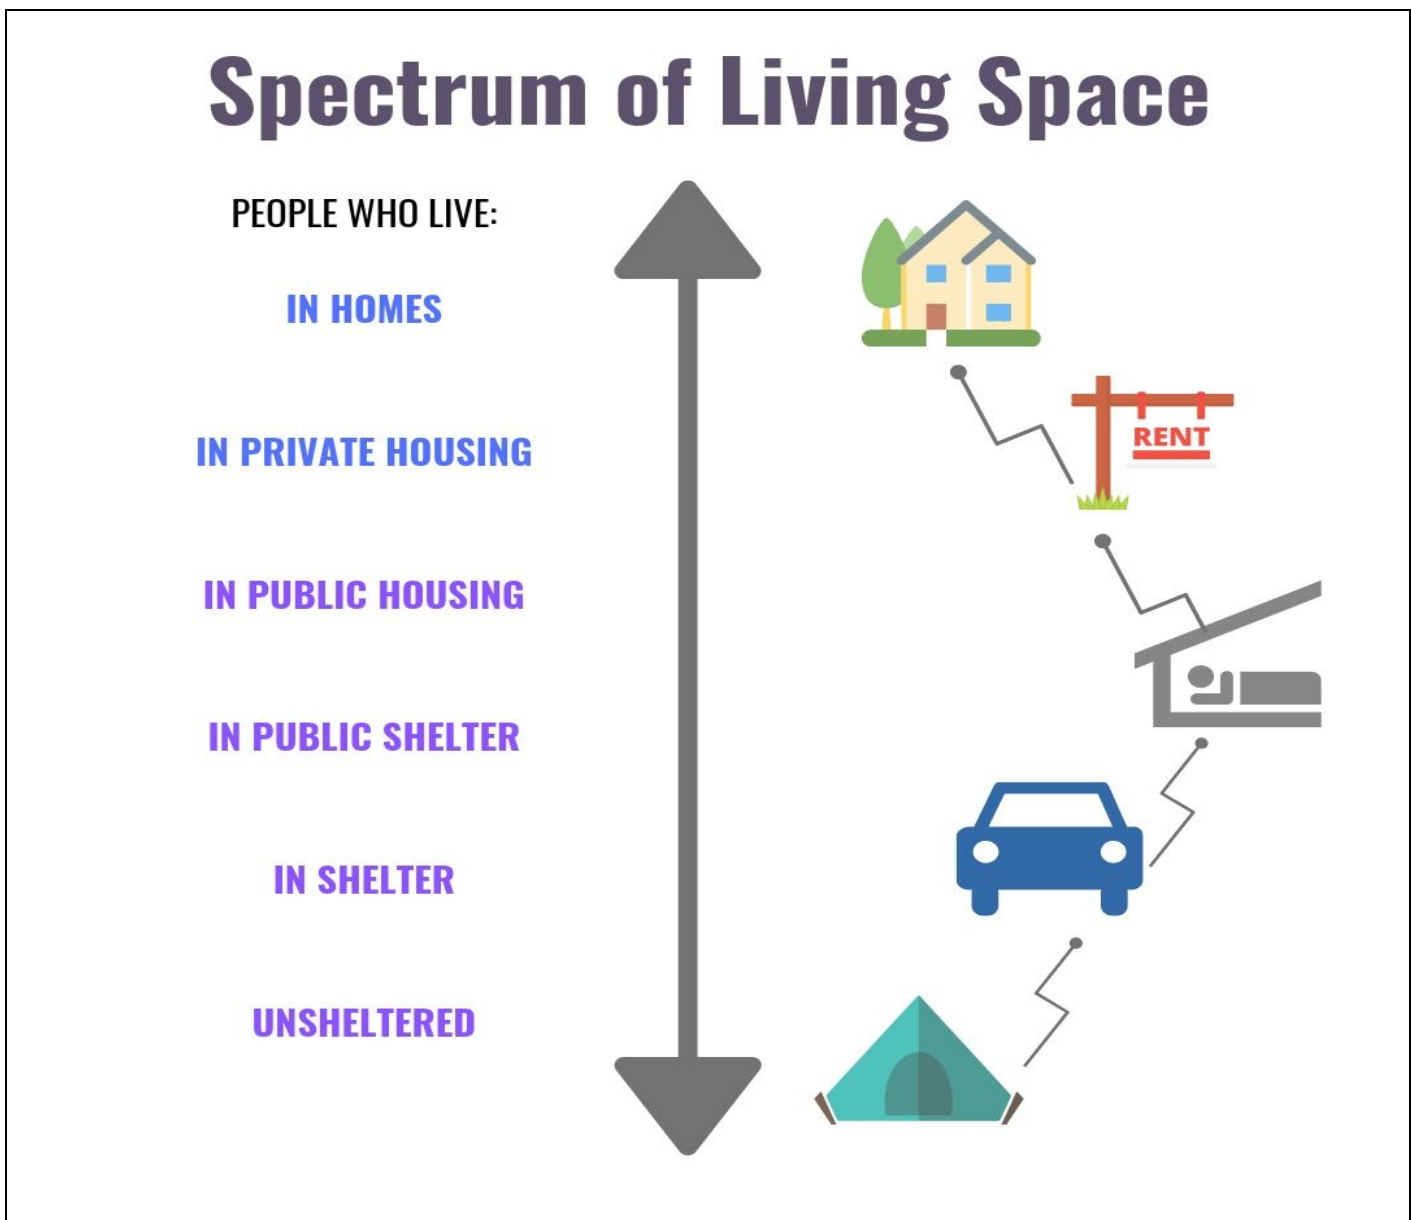 Spectrum of Living Space
PEOPLE WHO LIVE:
IN HOMES
IN PRIVATE HOUSING
IN PUBLIC HOUSING
IN PUBLIC SHELTER
IN SHELTER
UNSHELTERED
RENT